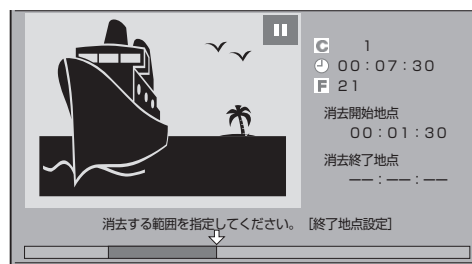 C 1
00：07：30
F 21
消去開始地点
00：01：30
消去終了地点
――：――：――
消去する範囲を指定してください。［終了地点設定］